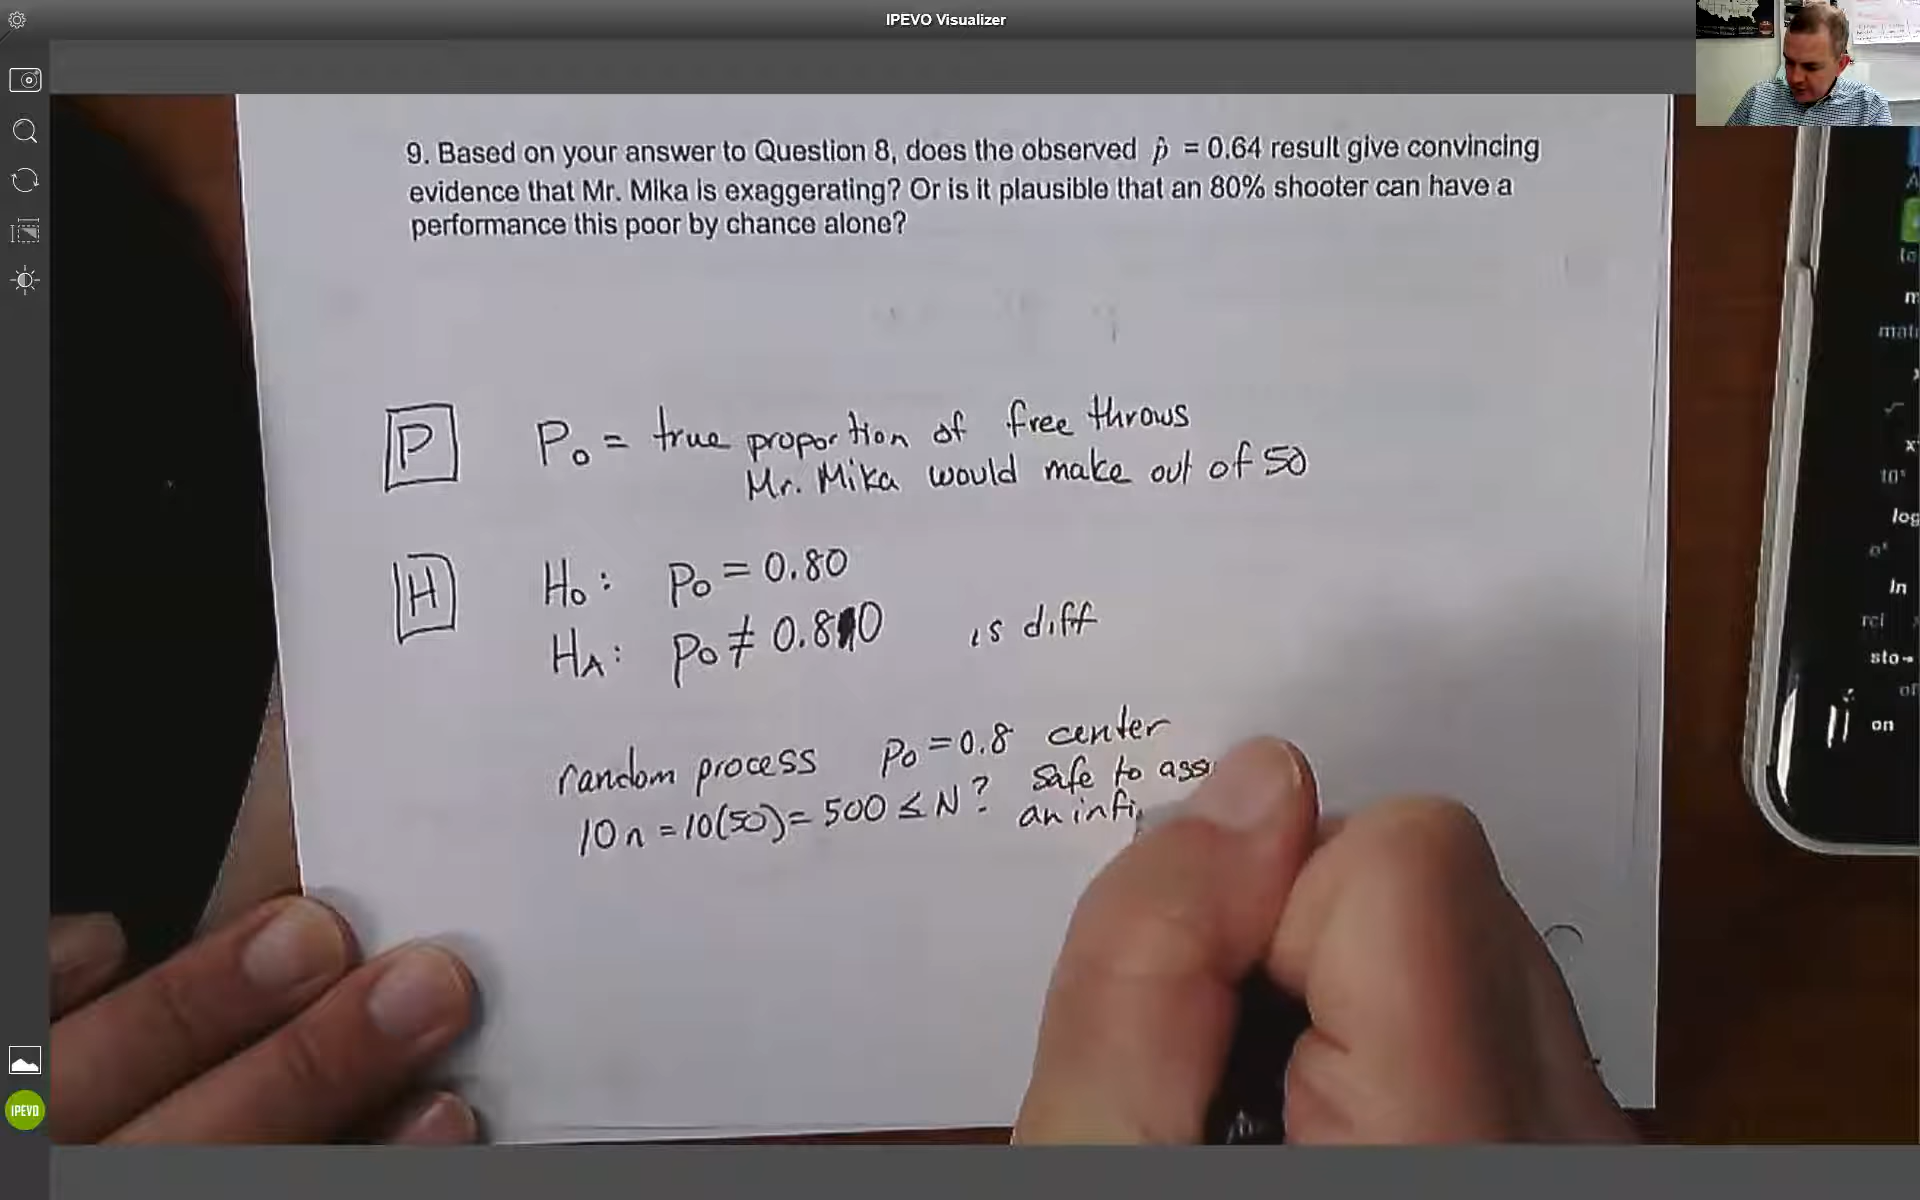 IPEVO Visualizer
9. Based on your answer to Question 8, does the observed p̂ = 0.64 result give convincing
evidence that Mr. Mika is exaggerating? Or is it plausible that an 80% shooter can have a
performance this poor by chance alone?
P P₀ = true proportion of free throws
Mr. Mika would make out of 50
H H₀: p₀ = 0.80
Hₐ: p₀ ≠ 0.80 is diff
random process p₀ = 0.8 center
safe to
10n = 10(50) = 500 ≤ N?
an
log
ln
sto→
on
IPEVO